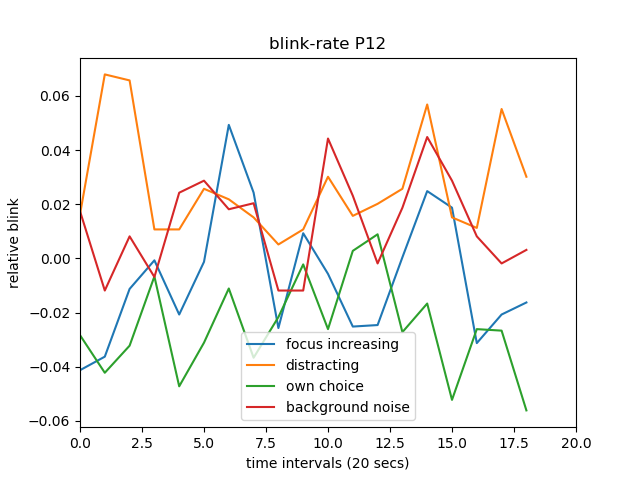 blink-rate P12
relative blink
0.06
0.04
0.02
0.00
−0.02
−0.04
−0.06
focus increasing
distracting
own choice
background noise
0.0 2.5 5.0 7.5 10.0 12.5 15.0 17.5 20.0
time intervals (20 secs)